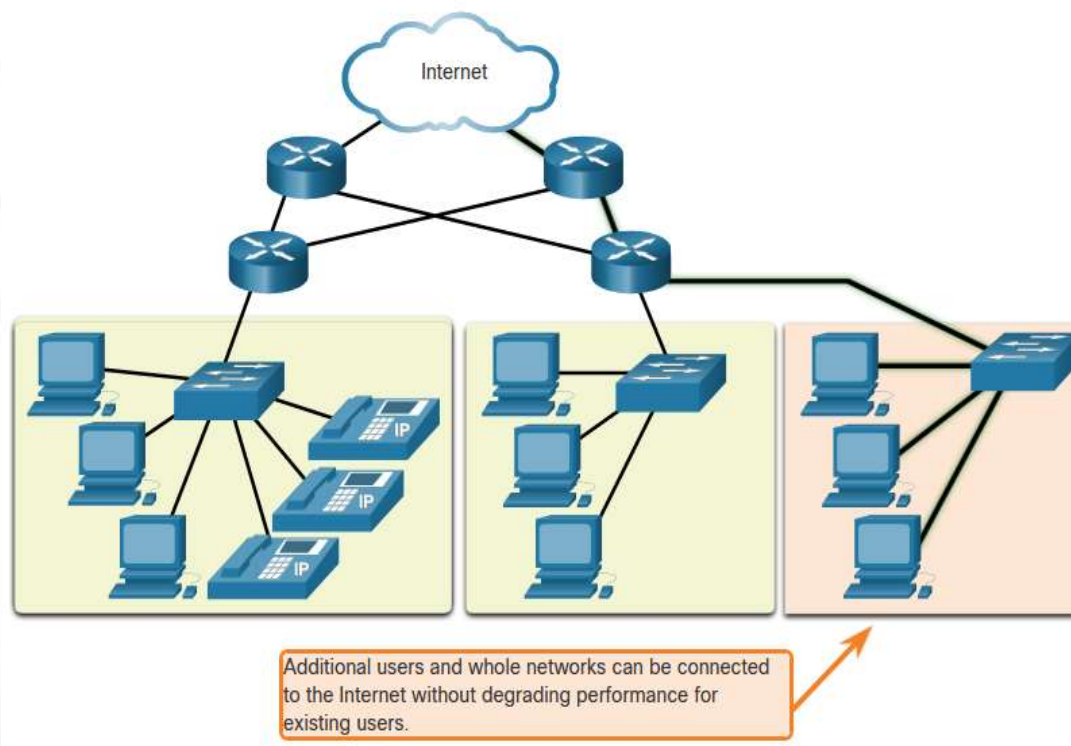 Internet
IP
IP
IP
Additional users and whole networks can be connected
to the Internet without degrading performance for
existing users.